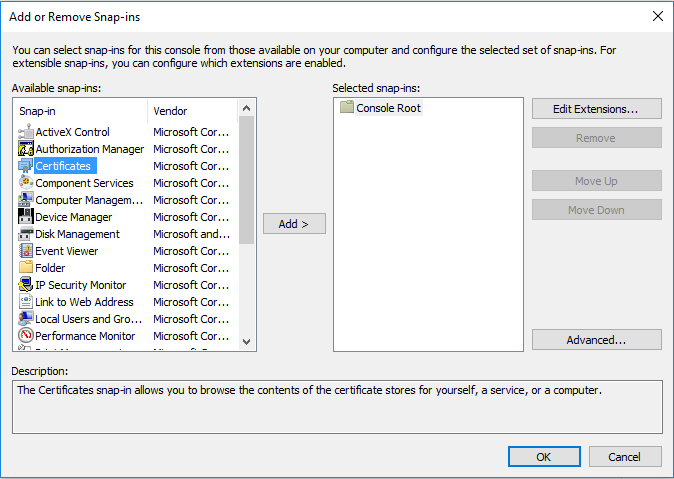 Add or Remove Snap-ins
You can select snap-ins for this console from those available on your computer and configure the selected set of snap-ins. For
extensible snap-ins, you can configure which extensions are enabled.
Available snap-ins:
Snap-in Vendor
ActiveX Control Microsoft Cor...
Authorization Manager Microsoft Cor...
Certificates Microsoft Cor...
Component Services Microsoft Cor...
Computer Managem... Microsoft Cor...
Device Manager Microsoft Cor...
Disk Management Microsoft and...
Event Viewer Microsoft Cor...
Folder Microsoft Cor...
IP Security Monitor Microsoft Cor...
Link to Web Address Microsoft Cor...
Local Users and Gro... Microsoft Cor...
Performance Monitor Microsoft Cor...
Add >
Selected snap-ins:
Console Root
Edit Extensions...
Remove
Move Up
Move Down
Advanced...
Description:
The Certificates snap-in allows you to browse the contents of the certificate stores for yourself, a service, or a computer.
OK
Cancel